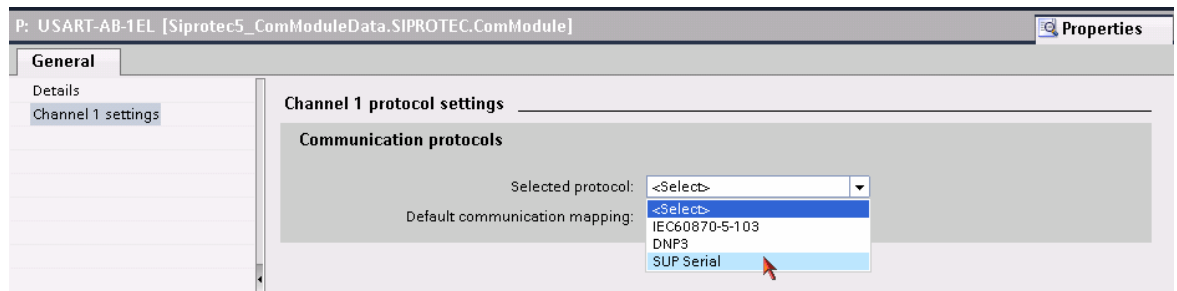 P: USART-AB-1EL [Siprotec5_ComModuleData.SIPROTEC.ComModule]
Properties
General
Details
Channel 1 settings
Channel 1 protocol settings
Communication protocols
Selected protocol: <Select>
Default communication mapping:
<Select>
IEC60870-5-103
DNP3
SUP Serial